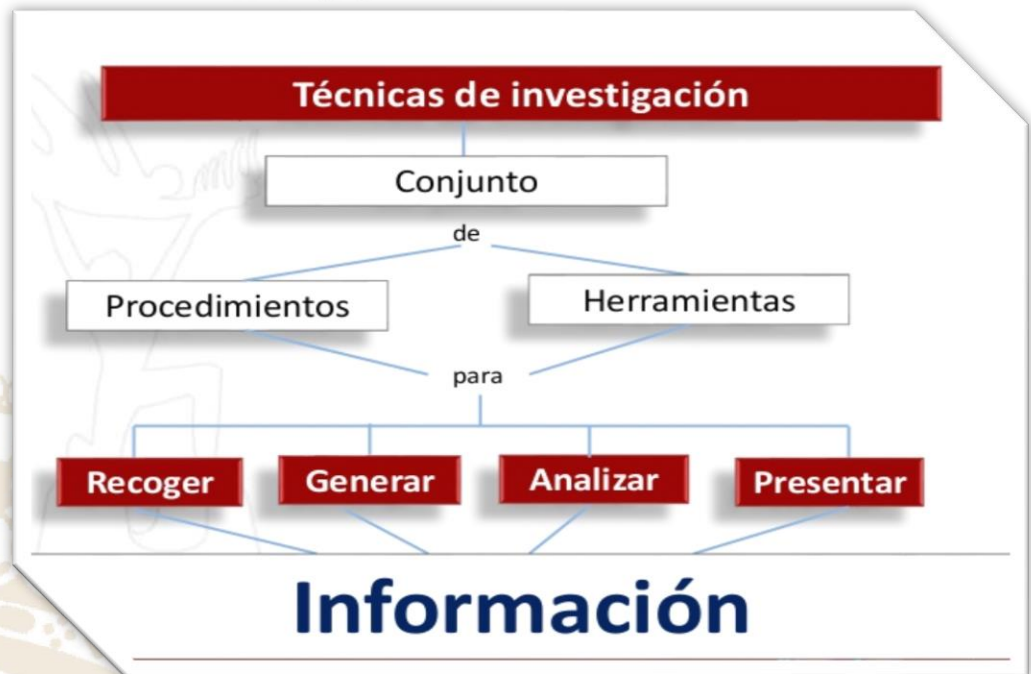 Técnicas de investigación
Conjunto
de
Procedimientos
Herramientas
para
Recoger
Generar
Analizar
Presentar
Información